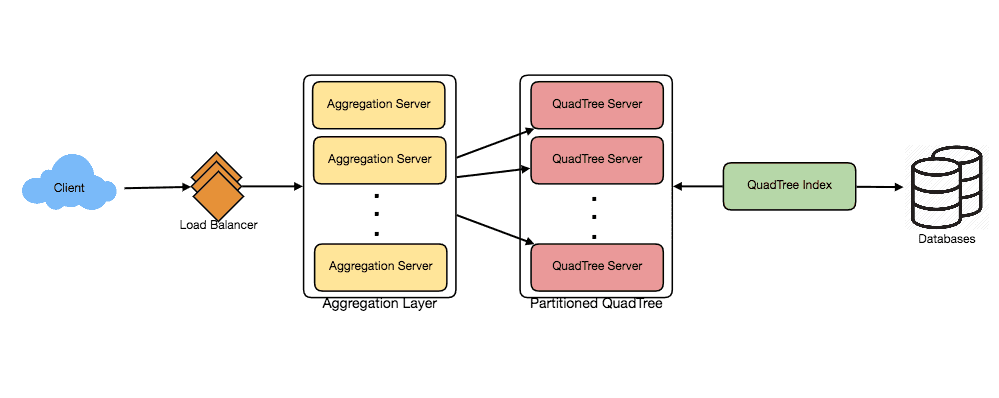 Client
Load Balancer
Aggregation Server
Aggregation Server
Aggregation Server
Aggregation Layer
QuadTree Server
QuadTree Server
QuadTree Server
Partitioned QuadTree
QuadTree Index
Databases